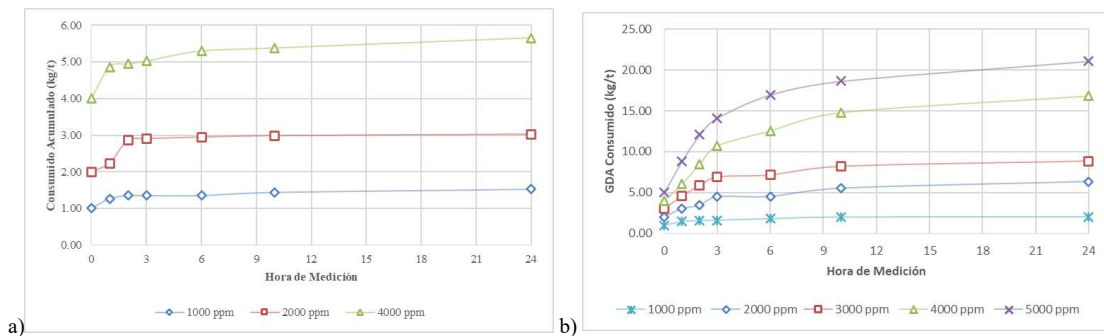 6.00
5.00
4.00
3.00
2.00
1.00
0.00
Consumido Acumulado (kg/t)
0 3 6 9 12 15 18 21 24
Hora de Medición
1000 ppm 2000 ppm 4000 ppm
a)
25.00
20.00
15.00
10.00
5.00
0.00
GDA Consumido (kg/t)
0 3 6 9 12 15 18 21 24
Hora de Medición
1000 ppm 2000 ppm 3000 ppm 4000 ppm 5000 ppm
b)